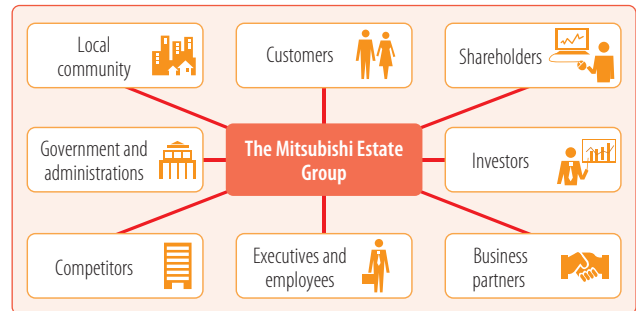 Local
community
Customers
Shareholders
Government and
administrations
The Mitsubishi Estate
Group
Investors
Competitors
Executives and
employees
Business
partners